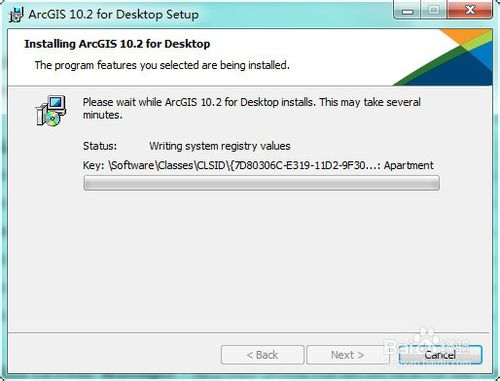 ArcGIS 10.2 for Desktop Setup
Installing ArcGIS 10.2 for Desktop
The program features you selected are being installed.
Please wait while ArcGIS 10.2 for Desktop installs. This may take several
minutes.
Status: Writing system registry values
Key: \Software\Classes\CLSID\{7D80306C-E319-11D2-9F30...: Apartment
< Back
Next >
Cancel